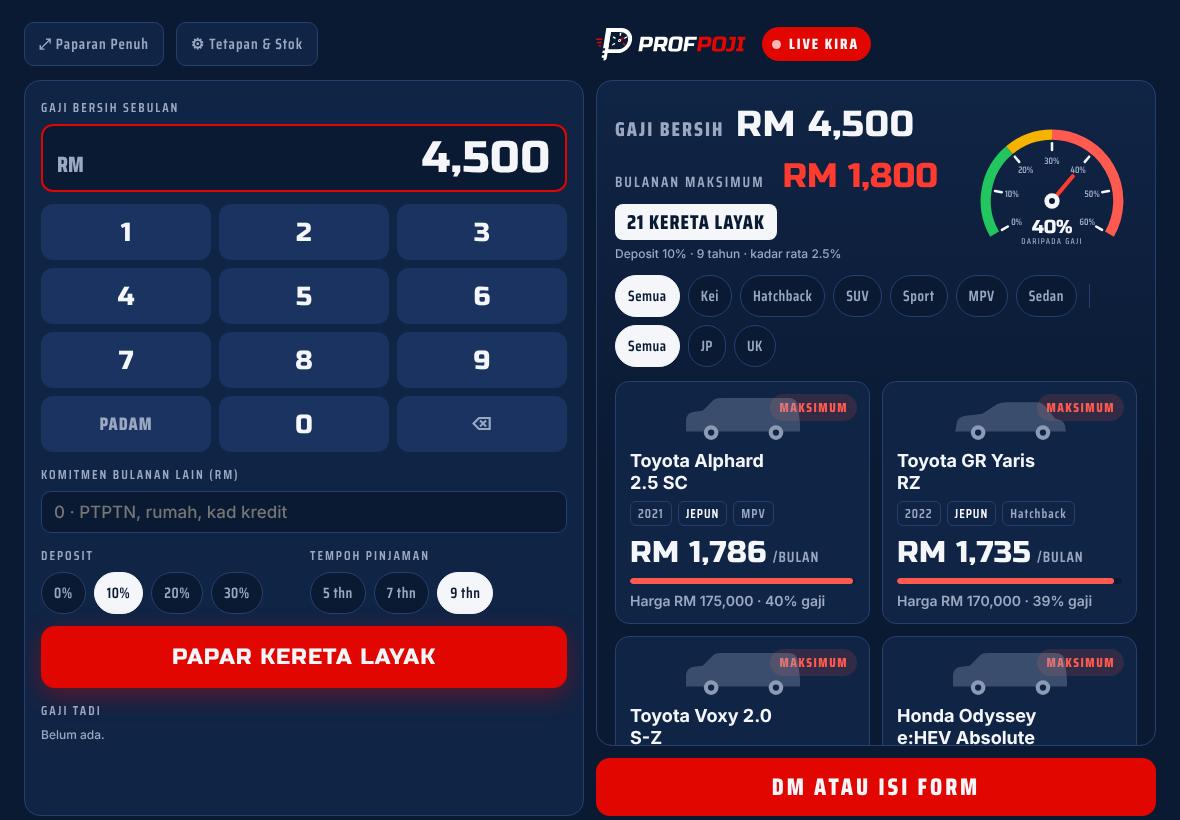 ⤢ Paparan Penuh
⚙ Tetapan & Stok
PROFPOJI
LIVE KIRA
GAJI BERSIH SEBULAN
RM 4,500
1 2 3
4 5 6
7 8 9
PADAM 0 ⌫
KOMITMEN BULANAN LAIN (RM)
0 · PTPTN, rumah, kad kredit
DEPOSIT
0% 10% 20% 30%
TEMPOH PINJAMAN
5 thn 7 thn 9 thn
PAPAR KERETA LAYAK
GAJI TADI
Belum ada.
GAJI BERSIH RM 4,500
BULANAN MAKSIMUM RM 1,800
21 KERETA LAYAK
Deposit 10% · 9 tahun · kadar rata 2.5%
0% 10% 20% 30% 40% 50% 60%
40%
DARIPADA GAJI
Semua Kei Hatchback SUV Sport MPV Sedan
Semua JP UK
MAKSIMUM
Toyota Alphard
2.5 SC
2021 JEPUN MPV
RM 1,786 /BULAN
Harga RM 175,000 · 40% gaji
MAKSIMUM
Toyota GR Yaris
RZ
2022 JEPUN Hatchback
RM 1,735 /BULAN
Harga RM 170,000 · 39% gaji
MAKSIMUM
Toyota Voxy 2.0
S-Z
MAKSIMUM
Honda Odyssey
e:HEV Absolute
DM ATAU ISI FORM